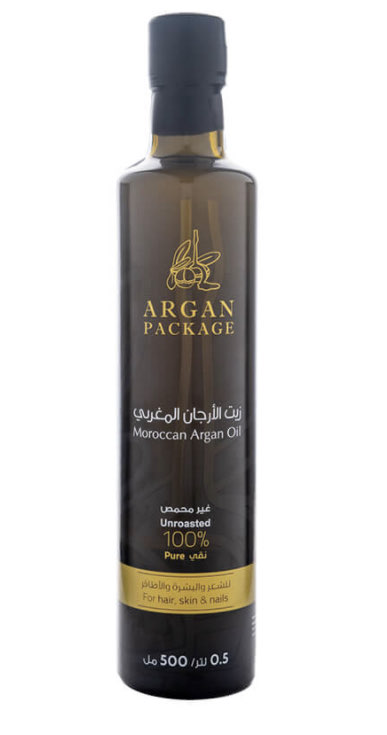 ARGAN
PACKAGE
زيت الأرجان المغربي
Moroccan Argan Oil
غير محمص
Unroasted
100%
Pure نقي
للشعر والبشرة والأظافر
For hair, skin & nails
0.5 لتر/ 500 مل